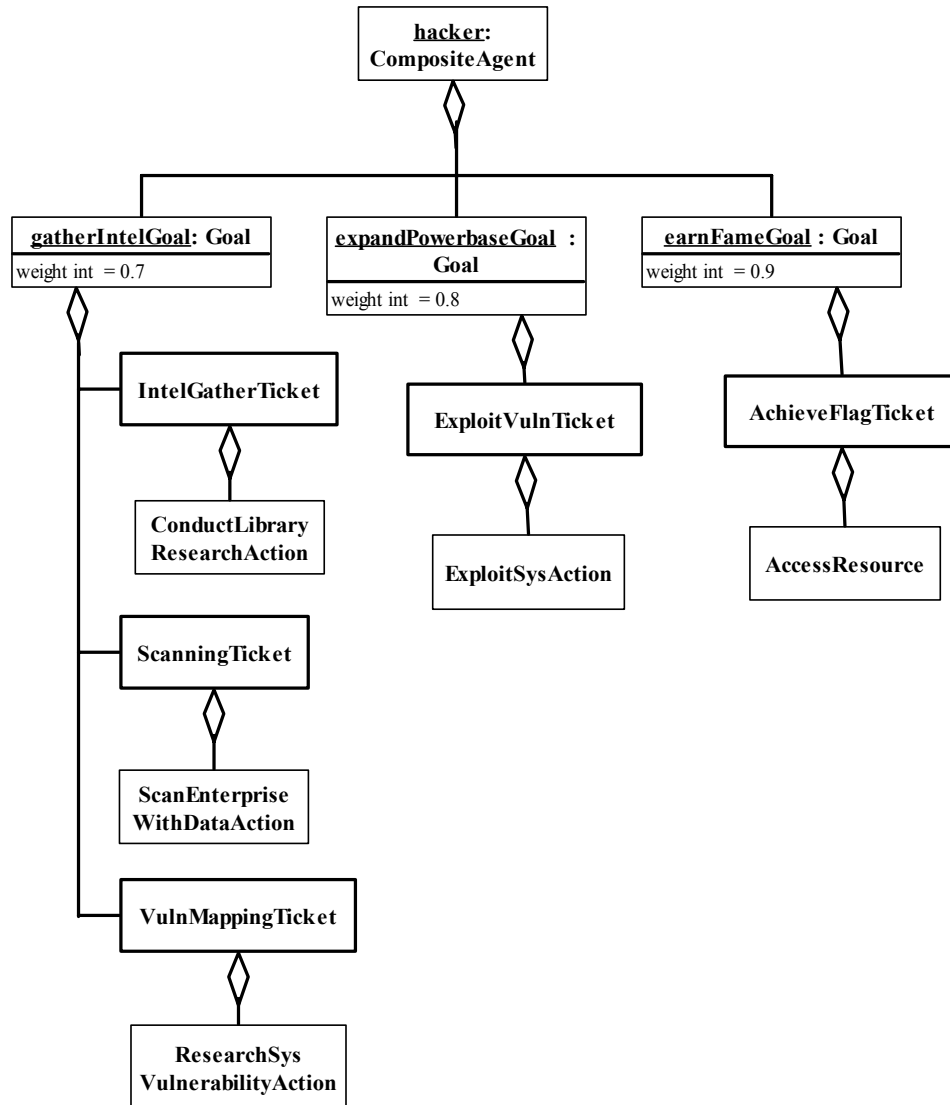 hacker:
CompositeAgent
gatherIntelGoal: Goal
weight int = 0.7
expandPowerbaseGoal :
Goal
weight int = 0.8
earnFameGoal : Goal
weight int = 0.9
IntelGatherTicket
ConductLibrary
ResearchAction
ScanningTicket
ScanEnterprise
WithDataAction
VulnMappingTicket
ResearchSys
VulnerabilityAction
ExploitVulnTicket
ExploitSysAction
AchieveFlagTicket
AccessResource